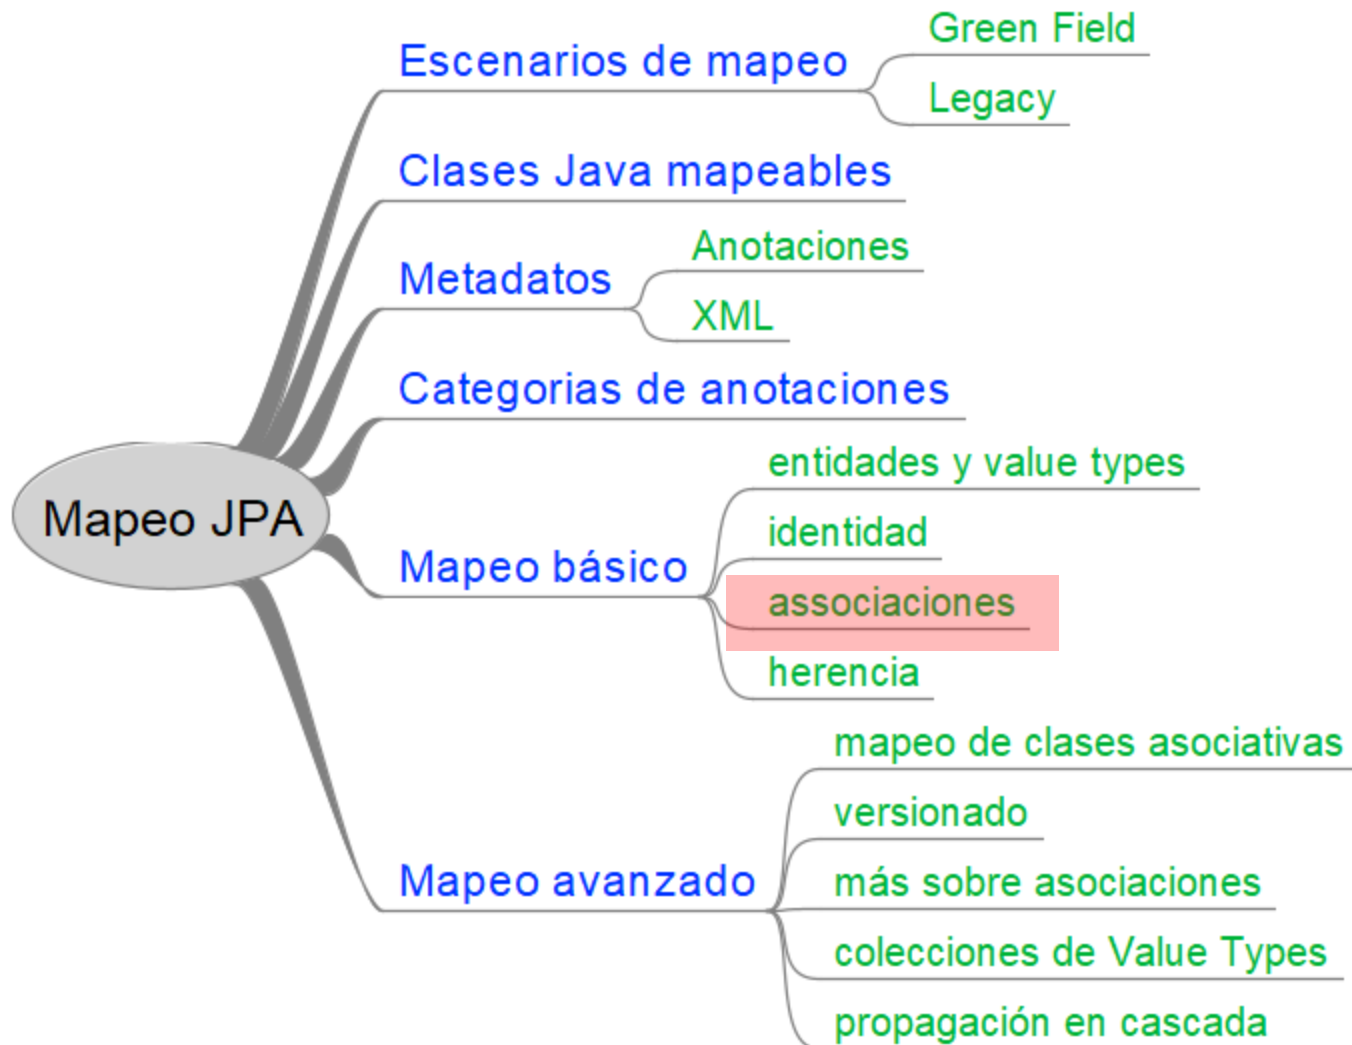 Mapeo JPA
Escenarios de mapeo
Green Field
Legacy
Clases Java mapeables
Metadatos
Anotaciones
XML
Categorias de anotaciones
Mapeo básico
entidades y value types
identidad
associaciones
herencia
Mapeo avanzado
mapeo de clases asociativas
versionado
más sobre asociaciones
colecciones de Value Types
propagación en cascada